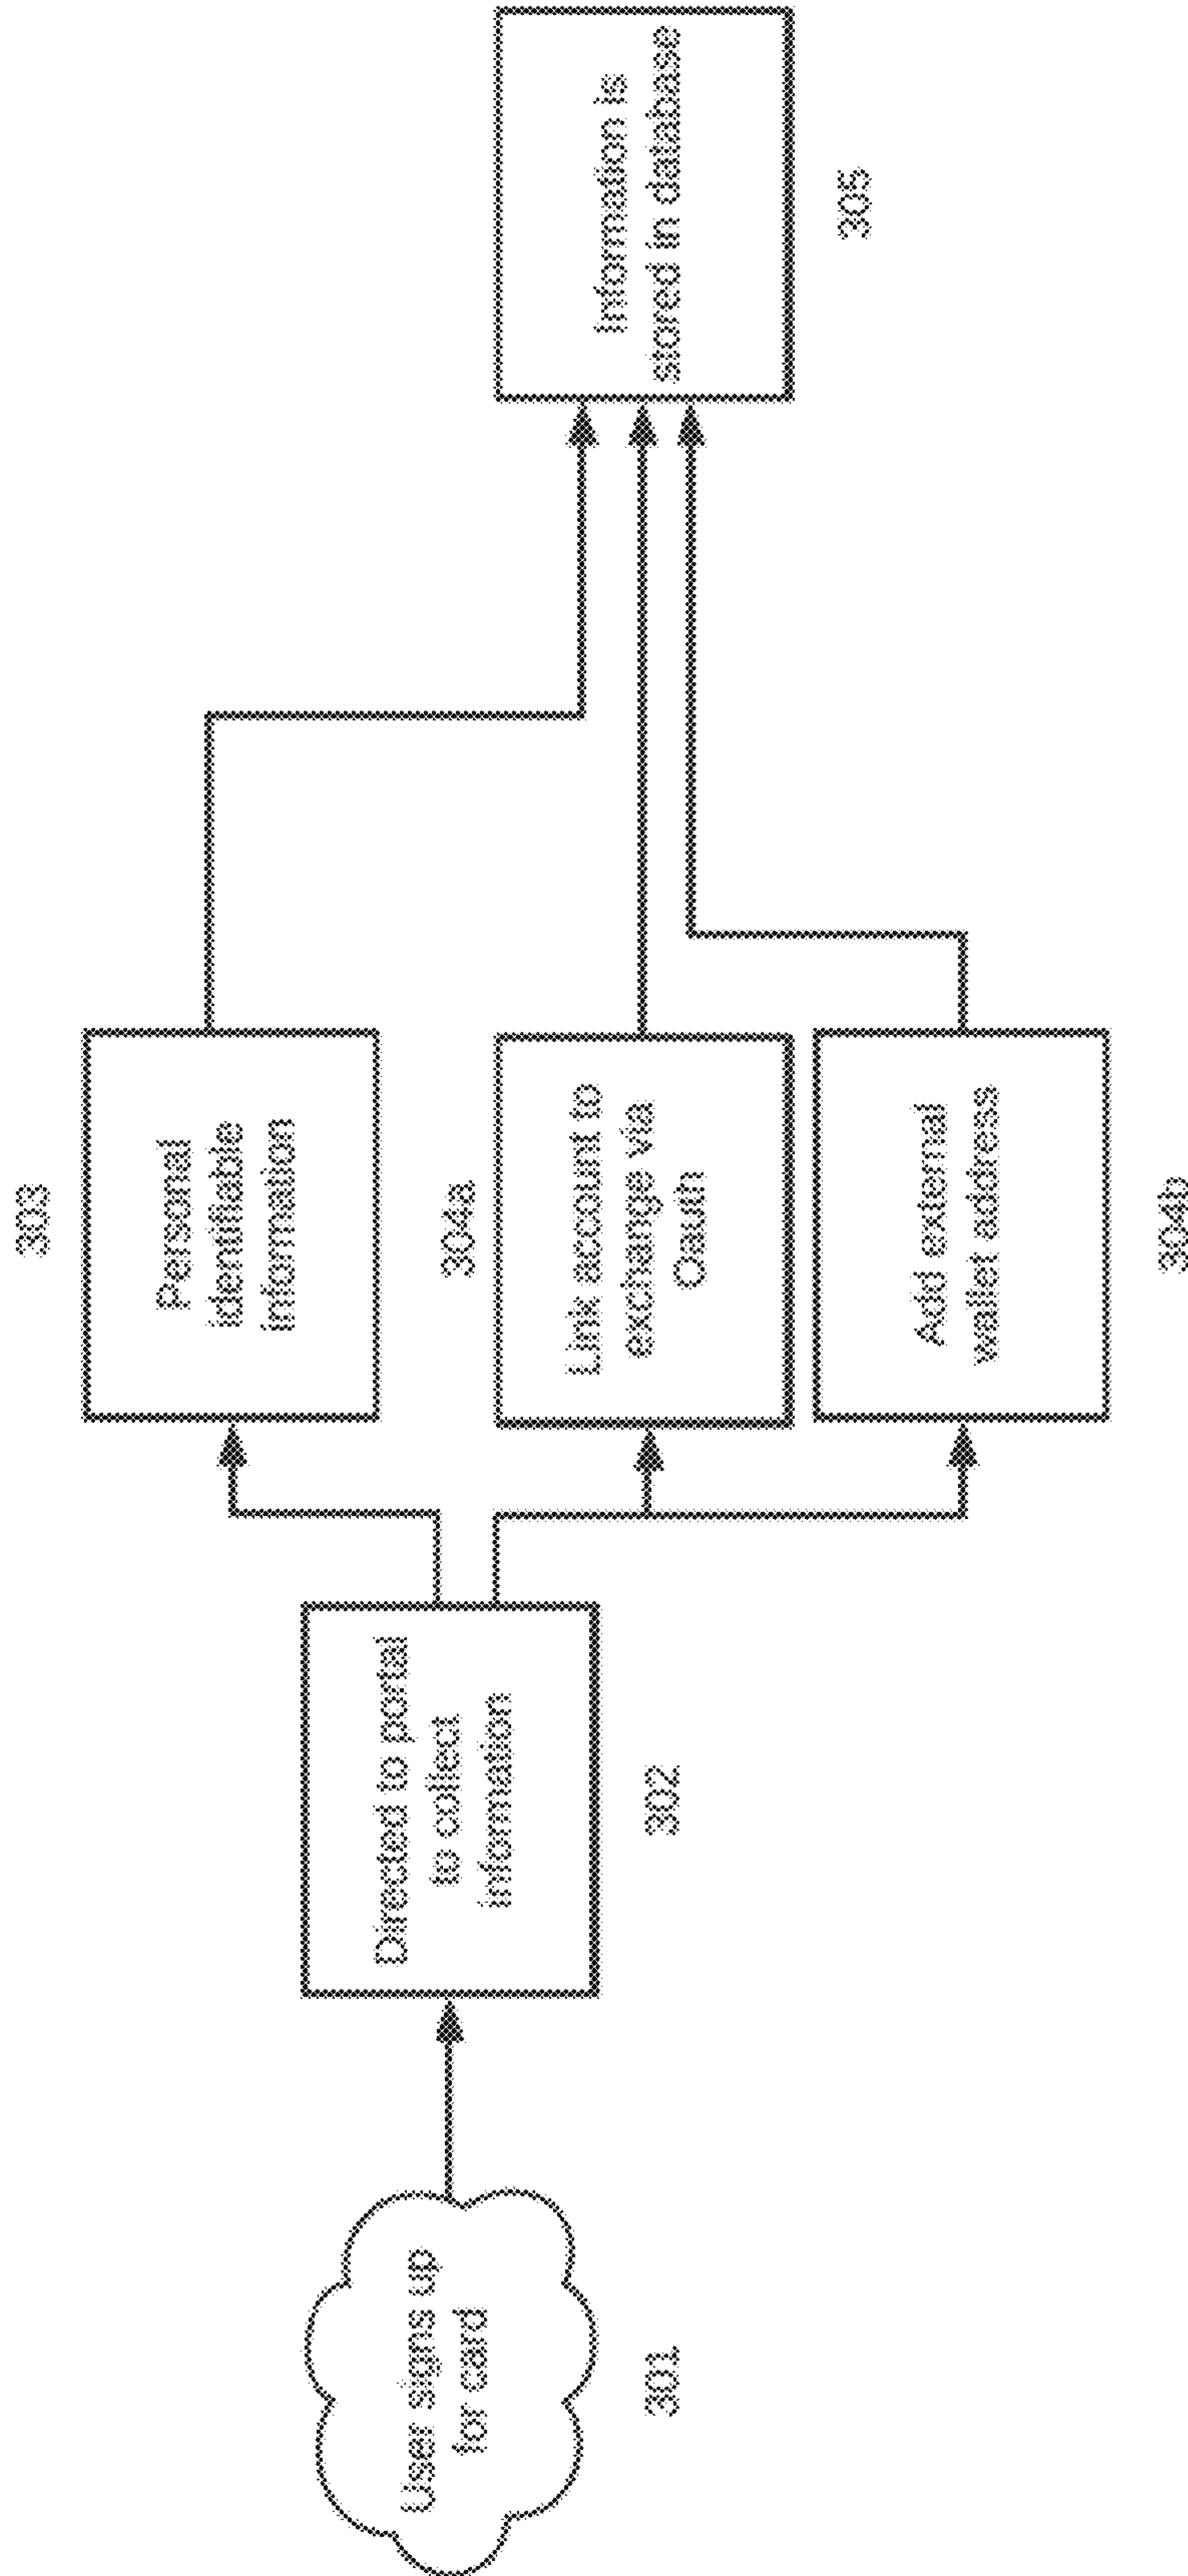 User signs up
for card
301
Directed to portal
to collect
information
302
303
Personal
identifiable
information
304a
Link account to
exchange via
Oauth
Add external
wallet address
304b
Information is
stored in database
305